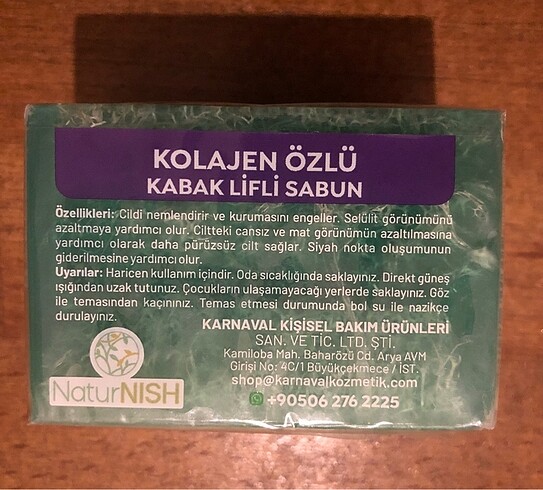 KOLAJEN ÖZLÜ
KABAK LİFLİ SABUN
Özellikleri: Cildi nemlendirir ve kurumasını engeller. Selülit görünümünü
azaltmaya yardımcı olur. Ciltteki cansız ve mat görünümün azaltılmasına
yardımcı olarak daha pürüzsüz cilt sağlar. Siyah nokta oluşumunun
giderilmesine yardımcı olur.
Uyarılar: Haricen kullanım içindir. Oda sıcaklığında saklayınız. Direkt güneş
ışığından uzak tutunuz. Çocukların ulaşamayacağı yerlerde saklayınız. Göz
ile temasından kaçınınız. Temas etmesi durumunda bol su ile nazikçe
durulayınız.
KARNAVAL KİŞİSEL BAKIM ÜRÜNLERİ
SAN. VE TİC. LTD. ŞTİ.
Kamiloba Mah. Baharözü Cd. Arya AVM
Girişi No: 4C/1 Büyükçekmece / İST.
shop@karnavalkozmetik.com
+90506 276 2225
NaturNISH